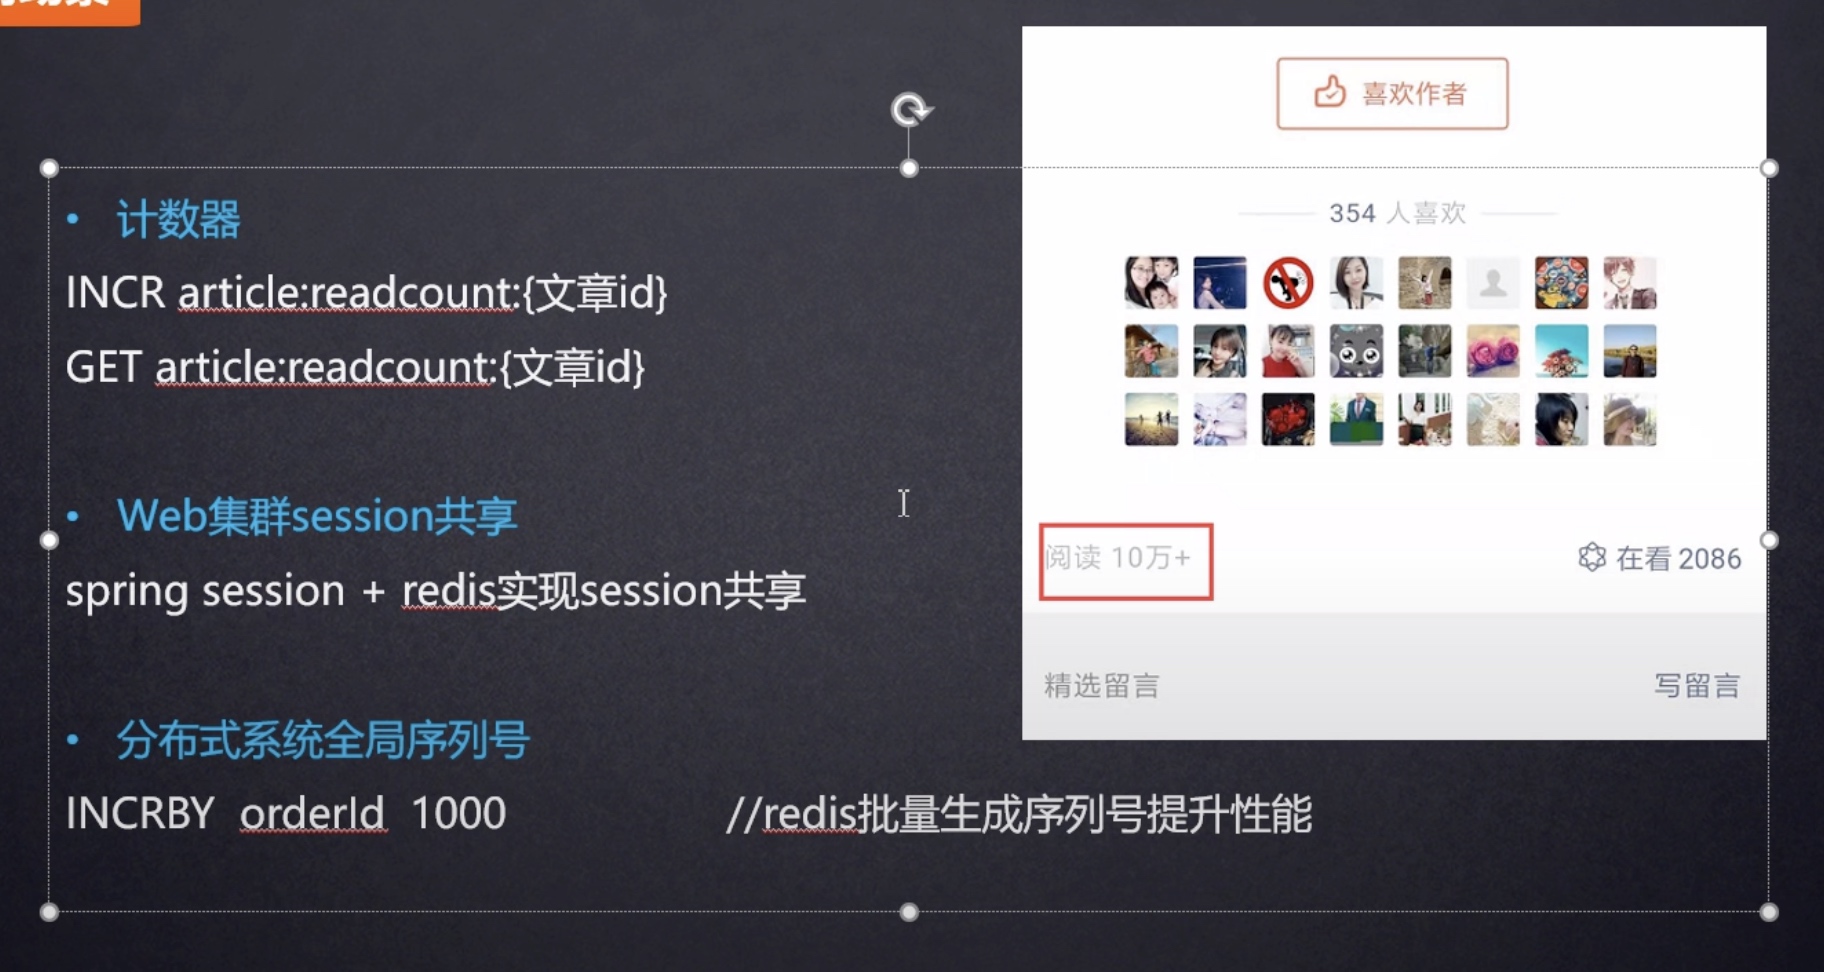 • 计数器
INCR article:readcount:{文章id}
GET article:readcount:{文章id}
• Web集群session共享
spring session + redis实现session共享
• 分布式系统全局序列号
INCRBY orderId 1000 //redis批量生成序列号提升性能
喜欢作者
354 人喜欢
阅读 10万+
在看 2086
精选留言
写留言